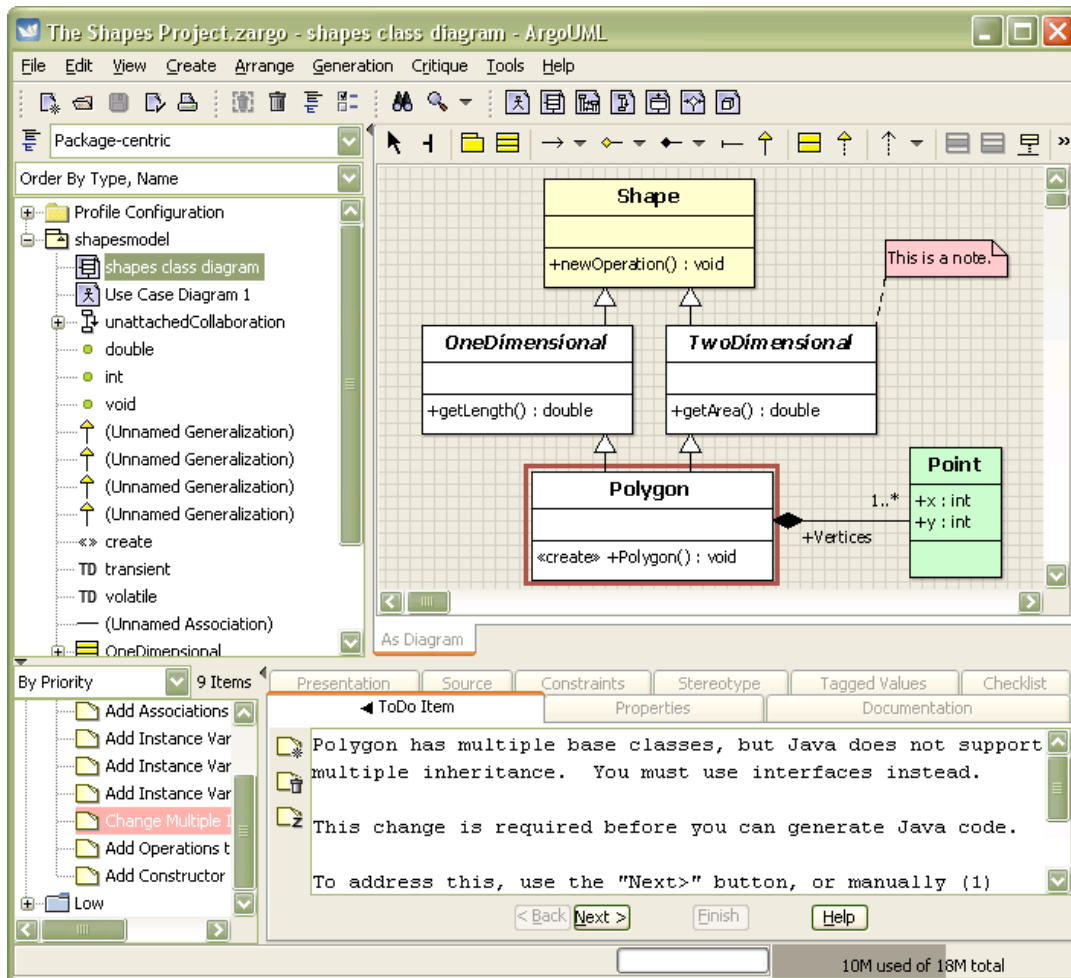 The Shapes Project.zargo - shapes class diagram - ArgoUML
File Edit View Create Arrange Generation Critique Tools Help
Package-centric
Order By Type, Name
Profile Configuration
shapesmodel
shapes class diagram
Use Case Diagram 1
unattachedCollaboration
double
int
void
(Unnamed Generalization)
(Unnamed Generalization)
(Unnamed Generalization)
(Unnamed Generalization)
«» create
TD transient
TD volatile
(Unnamed Association)
OneDimensional
Shape
+newOperation() : void
This is a note.
OneDimensional
+getLength() : double
TwoDimensional
+getArea() : double
Polygon
«create» +Polygon() : void
1..*
+Vertices
Point
+x : int
+y : int
As Diagram
By Priority
9 Items
Add Associations
Add Instance Var
Add Instance Var
Add Instance Var
Change Multiple I
Add Operations t
Add Constructor
Low
Presentation Source Constraints Stereotype Tagged Values Checklist
ToDo Item Properties Documentation
Polygon has multiple base classes, but Java does not support
multiple inheritance. You must use interfaces instead.
This change is required before you can generate Java code.
To address this, use the "Next>" button, or manually (1)
< Back Next > Finish Help
10M used of 18M total